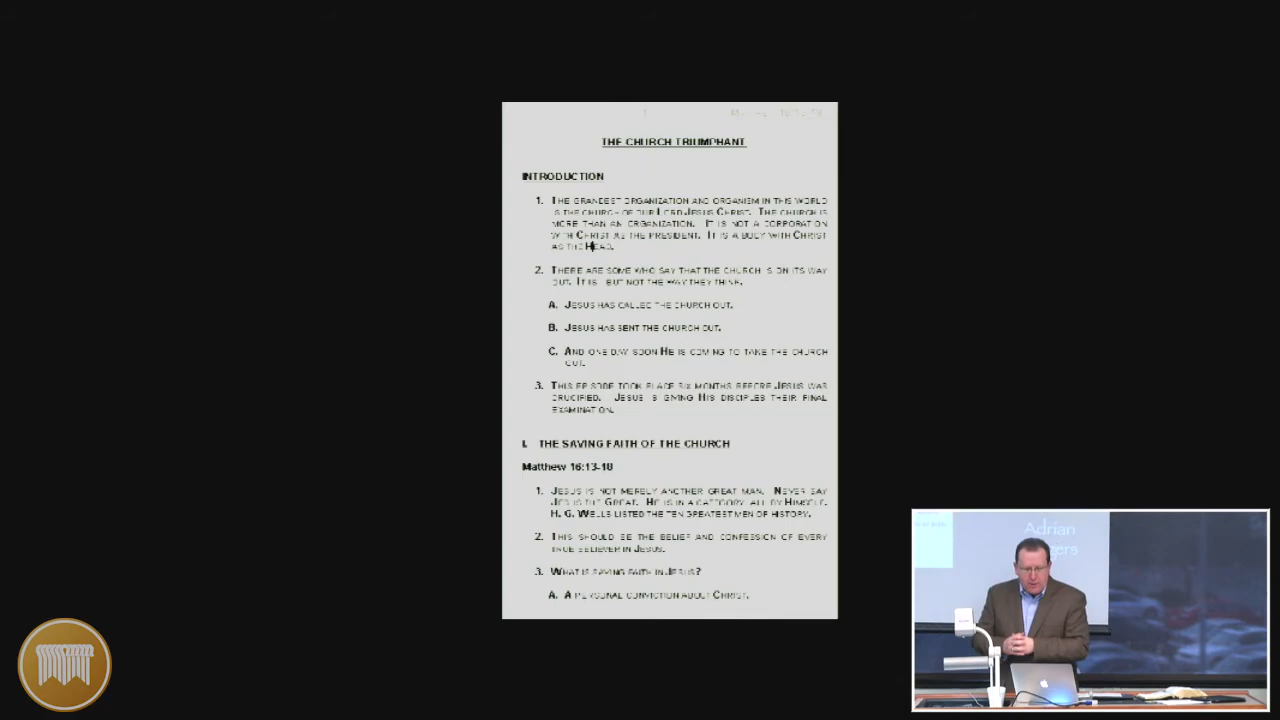 THE CHURCH TRIUMPHANT
INTRODUCTION
1. THE GRANDEST ORGANIZATION AND ORGANISM IN THIS WORLD
IS THE CHURCH OF OUR LORD JESUS CHRIST. THE CHURCH IS
MORE THAN AN ORGANIZATION. IT IS NOT A CORPORATION
WITH CHRIST AS THE PRESIDENT. IT IS A BODY WITH CHRIST
AS THE HEAD.
2. THERE ARE SOME WHO SAY THAT THE CHURCH IS ON ITS WAY
OUT. IT IS BUT NOT THE WAY THEY THINK.
A. JESUS HAS CALLED THE CHURCH OUT.
B. JESUS HAS SENT THE CHURCH OUT.
C. AND ONE DAY SOON HE IS COMING TO TAKE THE CHURCH
OUT.
3. THIS EPISODE TOOK PLACE SIX MONTHS BEFORE JESUS WAS
CRUCIFIED. JESUS IS GIVING HIS DISCIPLES THEIR FINAL
EXAMINATION.
I. THE SAVING FAITH OF THE CHURCH
Matthew 16:13-18
1. JESUS IS NOT MERELY ANOTHER GREAT MAN. NEVER SAY
JESUS THE GREAT. HE IS IN A CATEGORY ALL BY HIMSELF.
H. G. WELLS LISTED THE TEN GREATEST MEN OF HISTORY.
2. THIS SHOULD BE THE BELIEF AND CONFESSION OF EVERY
TRUE BELIEVER IN JESUS.
3. WHAT IS SAVING FAITH IN JESUS?
A. A PERSONAL CONVICTION ABOUT CHRIST.
Adrian